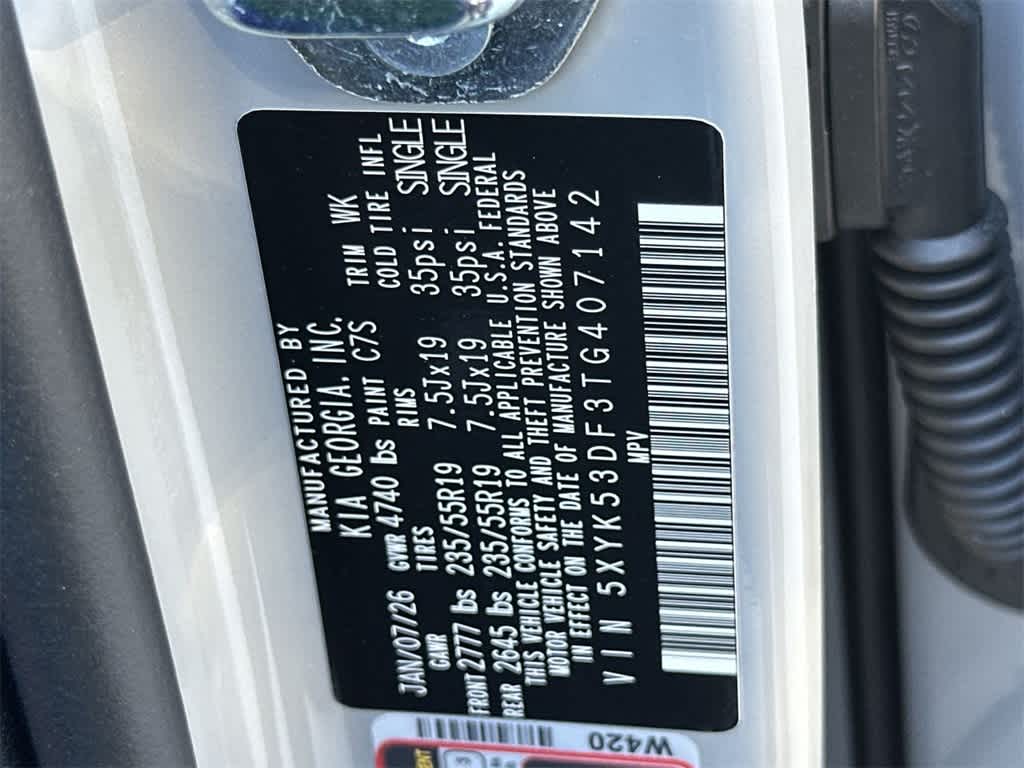 MANUFACTURED BY
KIA GEORGIA, INC.
JAN/07/26 GVWR 4740 lbs PAINT C7S TRIM WK
GAWR TIRES RIMS COLD TIRE INFL
FRONT 2777 lbs 235/55R19 7.5Jx19 35psi SINGLE
REAR 2645 lbs 235/55R19 7.5Jx19 35psi SINGLE
THIS VEHICLE CONFORMS TO ALL APPLICABLE U.S.A. FEDERAL
MOTOR VEHICLE SAFETY AND THEFT PREVENTION STANDARDS
IN EFFECT ON THE DATE OF MANUFACTURE SHOWN ABOVE
VIN 5XYK53DF3TG407142
MPV
W420